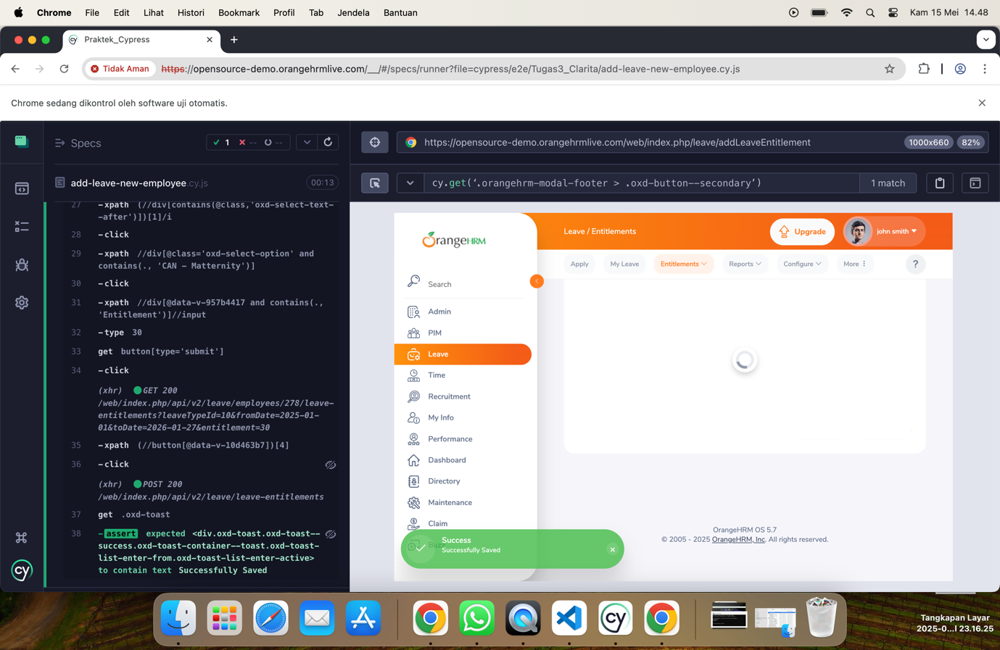 Chrome File Edit Lihat Histori Bookmark Profil Tab Jendela Bantuan
Kam 15 Mei 14.48
Praktek_Cypress
Tidak Aman https://opensource-demo.orangehrmlive.com/__/#/specs/runner?file=cypress/e2e/Tugas3_Clarita/add-leave-new-employee.cy.js
Chrome sedang dikontrol oleh software uji otomatis.
Specs
1 -- --
add-leave-new-employee.cy.js 00:13
27 -xpath (//div[contains(@class,'oxd-select-text-
-after')])[1]/i
28 -click
29 -xpath //div[@class='oxd-select-option' and
contains(., 'CAN - Matternity')]
30 -click
31 -xpath //div[@data-v-957b4417 and contains(.,
'Entitlement')]//input
32 -type 30
33 get button[type='submit']
34 -click
(xhr) GET 200
/web/index.php/api/v2/leave/employees/278/leave-
entitlements?leaveTypeId=10&fromDate=2025-01-
01&toDate=2026-01-27&entitlement=30
35 -xpath (//button[@data-v-10d463b7])[4]
36 -click
(xhr) POST 200
/web/index.php/api/v2/leave/leave-entitlements
37 get .oxd-toast
38 -assert expected <div.oxd-toast.oxd-toast--
success.oxd-toast-container--toast.oxd-toast-
list-enter-from.oxd-toast-list-enter-active>
to contain text Successfully Saved
cy
https://opensource-demo.orangehrmlive.com/web/index.php/leave/addLeaveEntitlement
1000x660 82%
cy.get('.orangehrm-modal-footer > .oxd-button--secondary')
1 match
OrangeHRM
Search
Admin
PIM
Leave
Time
Recruitment
My Info
Performance
Dashboard
Directory
Maintenance
Claim
Buzz
Leave / Entitlements
Upgrade
john smith
Apply My Leave Entitlements Reports Configure More ?
OrangeHRM OS 5.7
© 2005 - 2025 OrangeHRM, Inc. All rights reserved.
Success
Successfully Saved
cy
Tangkapan Layar
2025-0...l 23.16.25